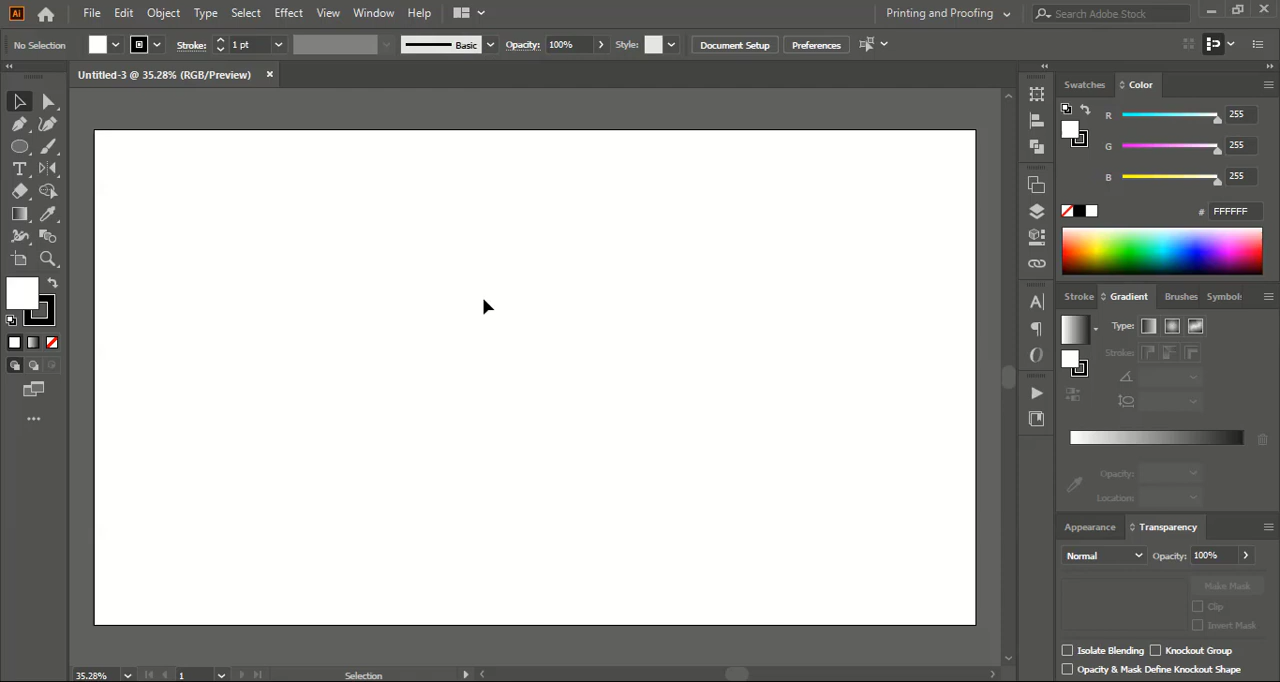 Ai File Edit Object Type Select Effect View Window Help Printing and Proofing Search Adobe Stock
No Selection Stroke: 1 pt Basic Opacity: 100% Style: Document Setup Preferences
Untitled-3 @ 35.28% (RGB/Preview) ×
Swatches Color
R 255
G 255
B 255
# FFFFFF
Stroke Gradient Brushes Symbol:
Type:
Strokes:
Opacity:
Location:
Appearance Transparency
Normal Opacity: 100%
Make Mask
Clip
Invert Mask
Isolate Blending Knockout Group
Opacity & Mask Define Knockout Shape
35.28% 1 Selection